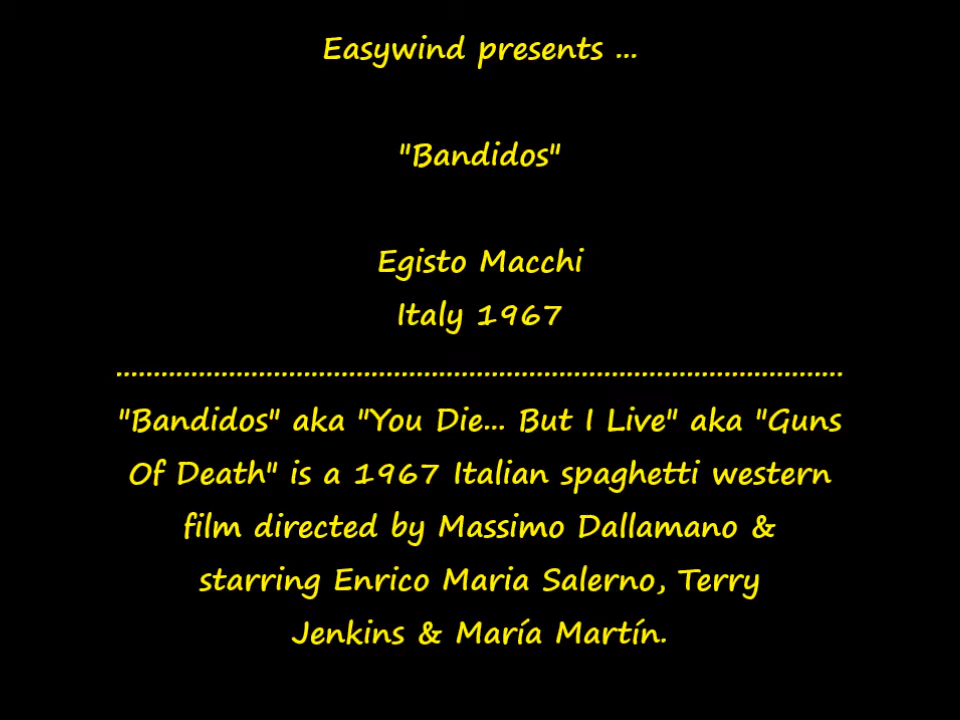 Easywind presents ...
"Bandidos"
Egisto Macchi
Italy 1967
.................................................................................................
"Bandidos" aka "You Die... But I Live" aka "Guns
Of Death" is a 1967 Italian spaghetti western
film directed by Massimo Dallamano &
starring Enrico Maria Salerno, Terry
Jenkins & María Martín.